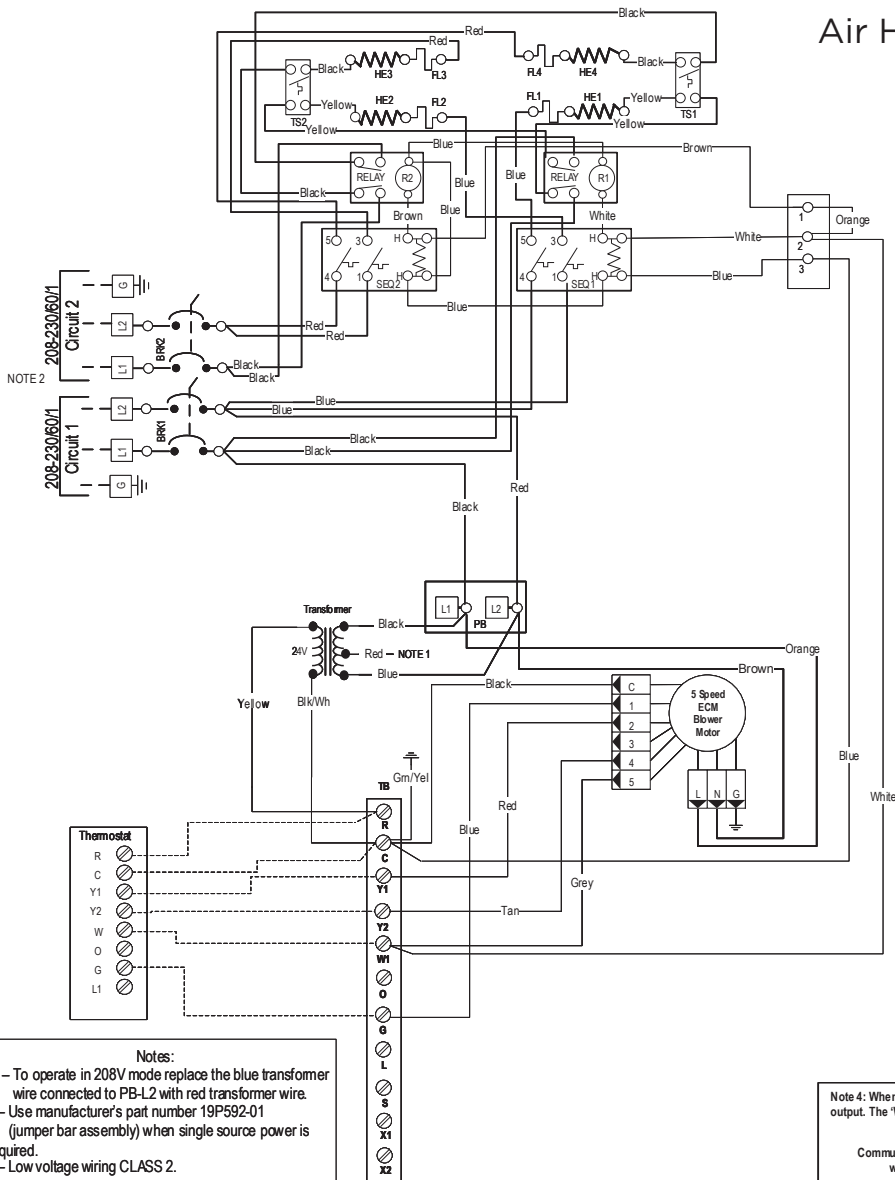 Air H
Black
Red
Red
Black
HE3
FL3
FL4
HE4
Black
Yellow
HE2
FL2
FL1
HE1
Yellow
TS2
TS1
Yellow
Yellow
Blue
Brown
RELAY
R2
RELAY
R1
Blue
Blue
Black
Brown
Blue
White
1
Orange
5
3
H
5
3
H
White
2
4
1
H
SEQ2
4
1
H
SEQ1
Blue
3
Blue
208-230/60/1
Circuit 2
G
L2
L1
BRK2
Red
Red
Black
Black
NOTE 2
208-230/60/1
Circuit 1
L2
L1
G
BRK1
Blue
Blue
Black
Black
Black
Red
L1
L2
PB
Transformer
24V
Black
Red – NOTE 1
Blue
Orange
Brown
Yellow
Blk/Wh
Black
C
1
2
3
4
5
5 Speed
ECM
Blower
Motor
L
N
G
Blue
White
Grn/Yel
Red
Blue
Grey
Tan
TB
R
C
Y1
Y2
W1
O
G
L
S
X1
X2
Thermostat
R
C
Y1
Y2
W
O
G
L1
Notes:
– To operate in 208V mode replace the blue transformer
wire connected to PB-L2 with red transformer wire.
– Use manufacturer's part number 19P592-01
(jumper bar assembly) when single source power is
quired.
– Low voltage wiring CLASS 2.
Note 4: When
output. The 'W
Commu
w